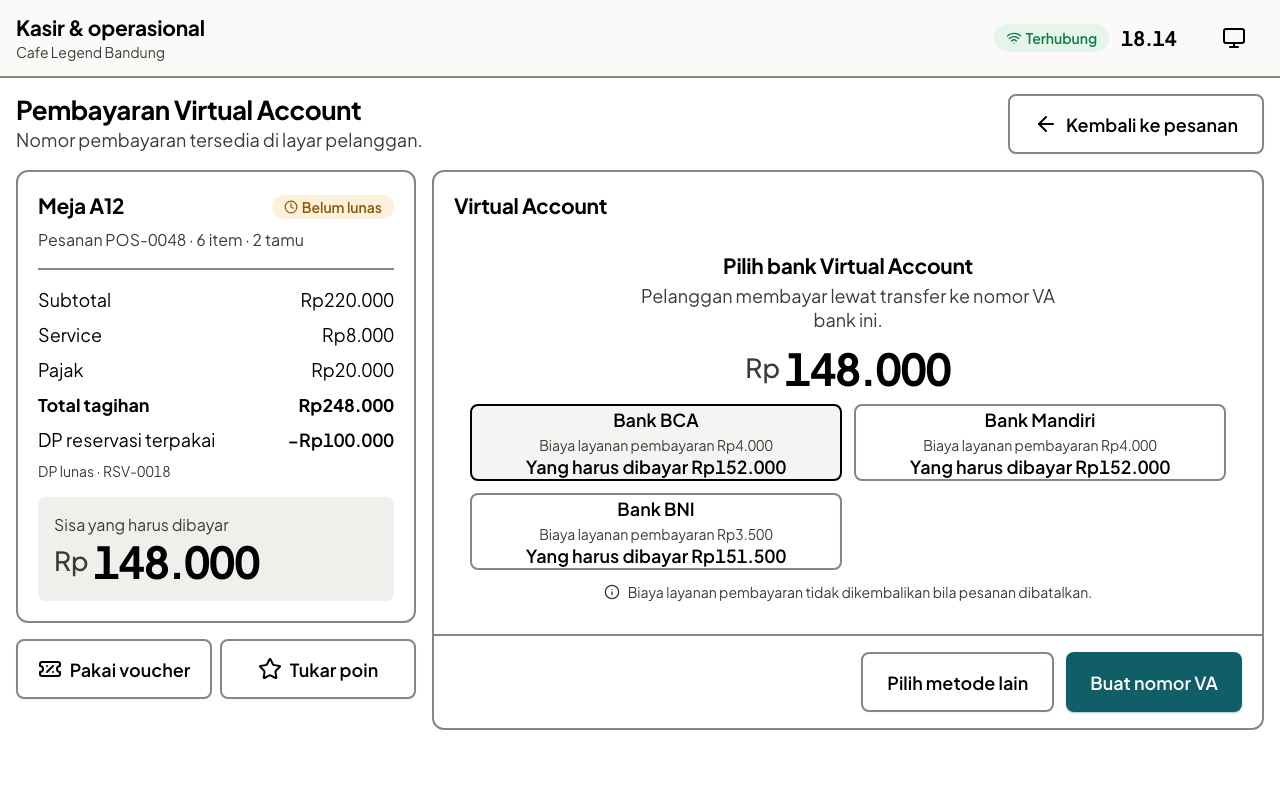 Kasir & operasional
Cafe Legend Bandung
Terhubung
18.14
Pembayaran Virtual Account
Nomor pembayaran tersedia di layar pelanggan.
Kembali ke pesanan
Meja A12
Belum lunas
Pesanan POS-0048 · 6 item · 2 tamu
Subtotal Rp220.000
Service Rp8.000
Pajak Rp20.000
Total tagihan Rp248.000
DP reservasi terpakai −Rp100.000
DP lunas · RSV-0018
Sisa yang harus dibayar
Rp 148.000
Pakai voucher
Tukar poin
Virtual Account
Pilih bank Virtual Account
Pelanggan membayar lewat transfer ke nomor VA
bank ini.
Rp 148.000
Bank BCA
Biaya layanan pembayaran Rp4.000
Yang harus dibayar Rp152.000
Bank Mandiri
Biaya layanan pembayaran Rp4.000
Yang harus dibayar Rp152.000
Bank BNI
Biaya layanan pembayaran Rp3.500
Yang harus dibayar Rp151.500
Biaya layanan pembayaran tidak dikembalikan bila pesanan dibatalkan.
Pilih metode lain
Buat nomor VA